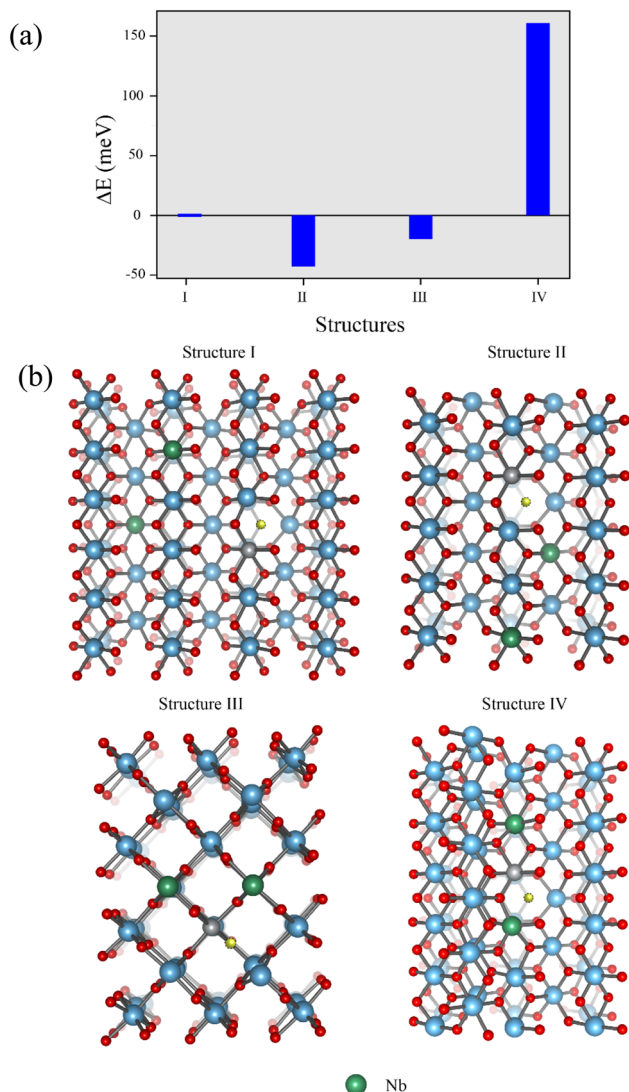 (a)
ΔE (meV)
150
100
50
0
-50
I II III IV
Structures
(b)
Structure I Structure II
Structure III Structure IV
Nb